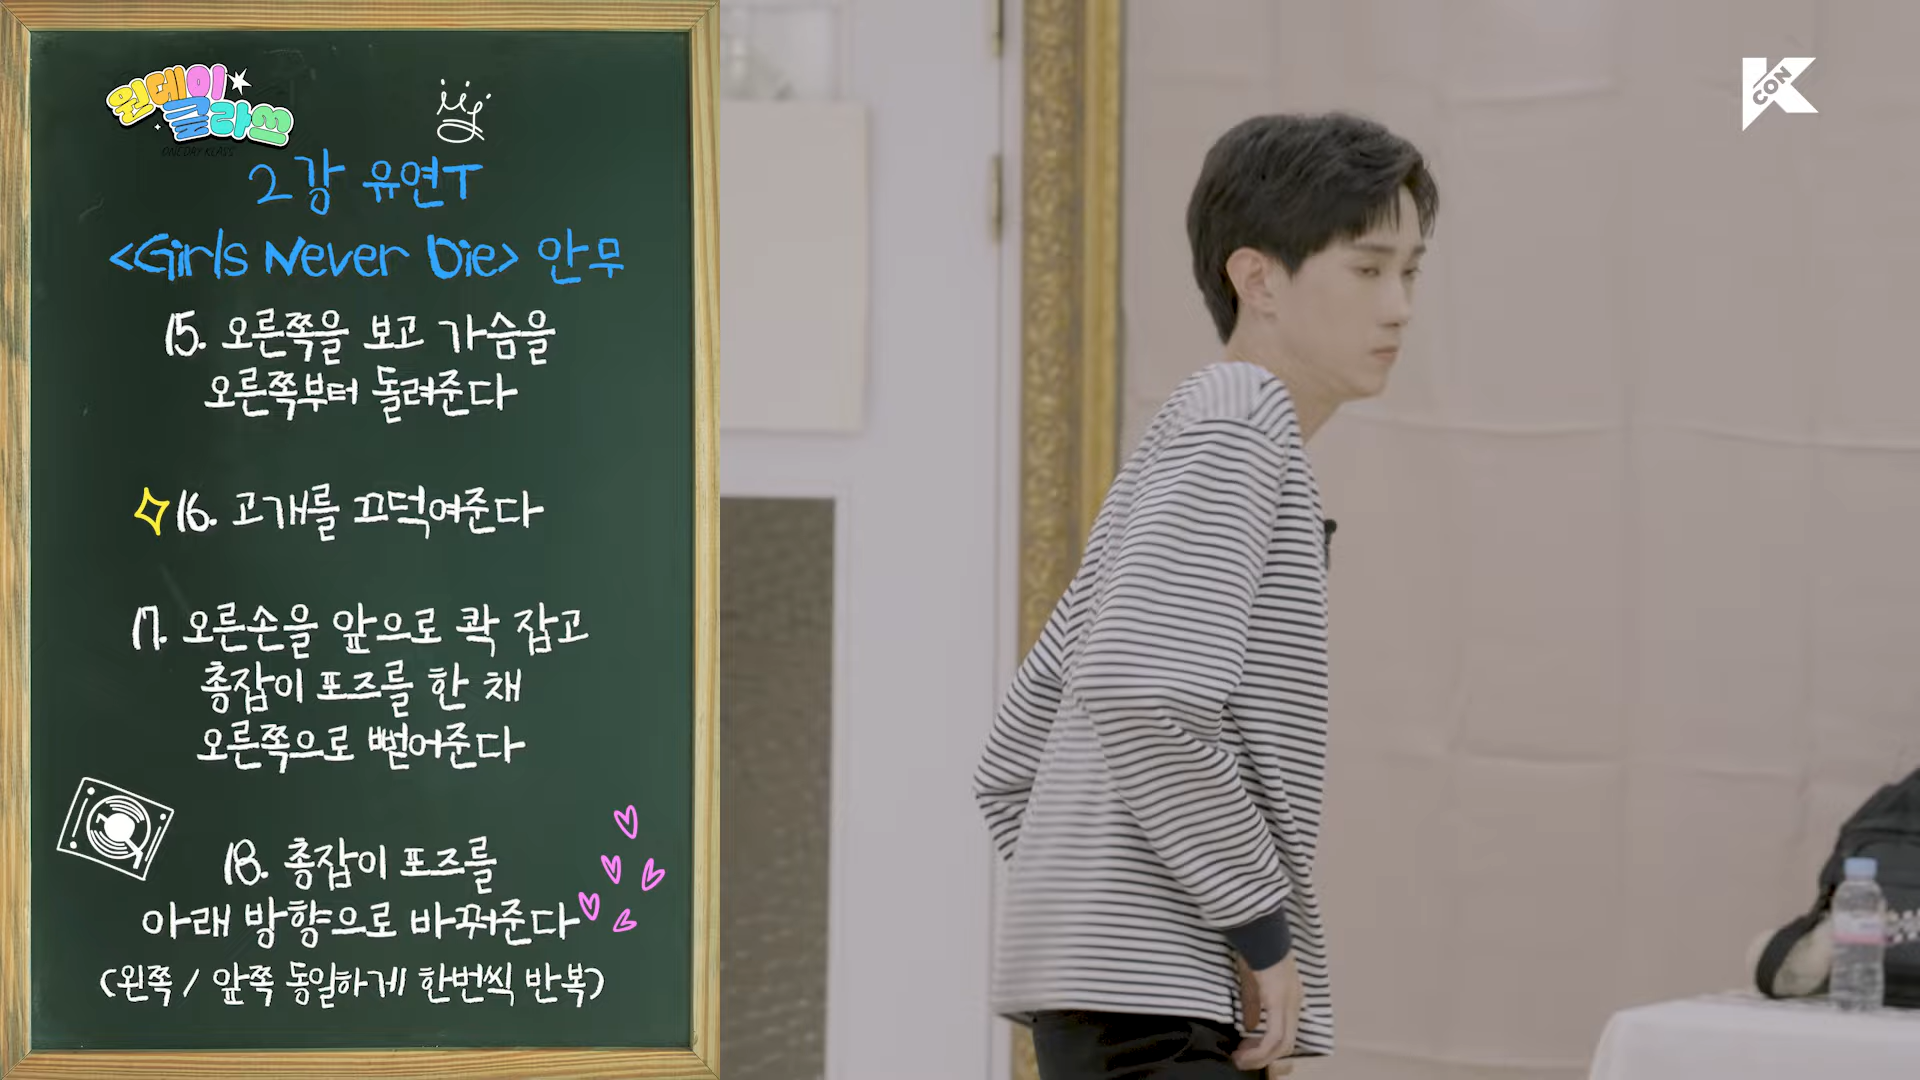 원데이
클라쓰
ONE DAY KLASS
2강 유연T
<Girls Never Die> 안무
15. 오른쪽을 보고 가슴을
오른쪽부터 돌려준다
16. 고개를 끄덕여준다
17. 오른손을 앞으로 콱 잡고
총잡이 포즈를 한 채
오른쪽으로 뻗어준다
18. 총잡이 포즈를
아래 방향으로 바꿔준다
(왼쪽 / 앞쪽 동일하게 한번씩 반복)
KCON